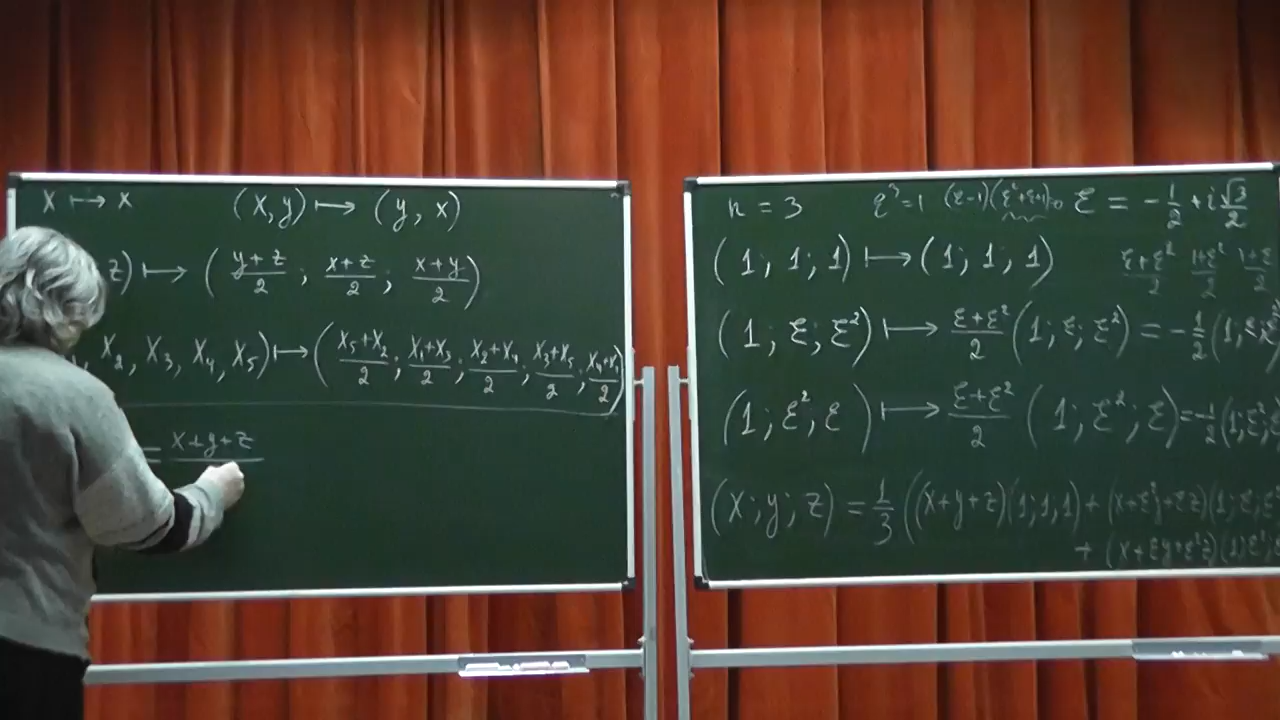 x ↦ x (x,y) ↦ (y, x)
z) ↦ (y+z/2 ; x+z/2 ; x+y/2)
x₂, x₃, x₄, x₅) ↦ (x₅+x₂/2 ; x₁+x₃/2 ; x₂+x₄/2 ; x₃+x₅/2 ; x₄+x₁/2)
= x+y+z
n = 3 ε³=1 (ε-1)(ε²+ε+1)=0 ε = -1/2 + i √3/2
(1; 1; 1) ↦ (1; 1; 1) ε+ε²/2 1+ε²/2 1+ε/2
(1; ε; ε²) ↦ ε+ε²/2 (1; ε; ε²) = -1/2 (1; ε; ε²
(1; ε²; ε) ↦ ε+ε²/2 (1; ε²; ε) = -1/2 (1; ε²; ε
(x; y; z) = 1/3 ((x+y+z)(1;1;1) + (x+ε²y+εz)(1; ε; ε²
+ (x+εy+ε²z)(1; ε²; ε